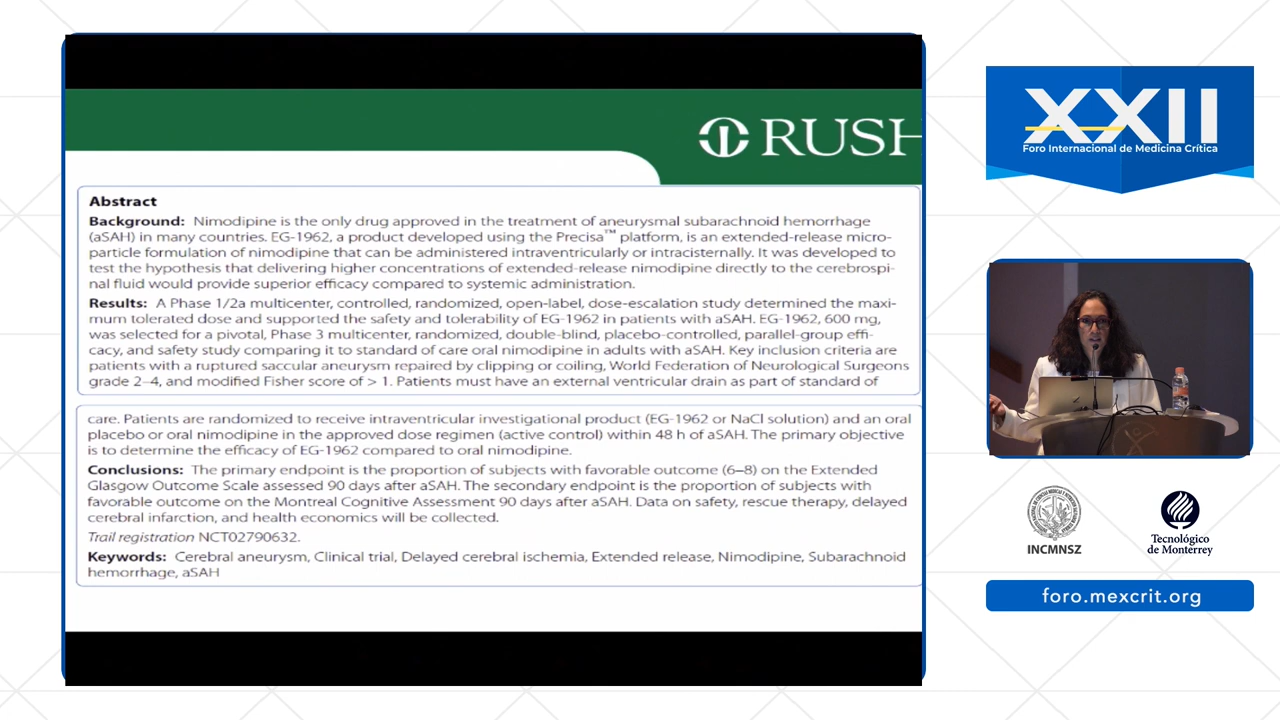 RUSH
Abstract
Background: Nimodipine is the only drug approved in the treatment of aneurysmal subarachnoid hemorrhage
(aSAH) in many countries. EG-1962, a product developed using the Precisa™ platform, is an extended-release micro-
particle formulation of nimodipine that can be administered intraventricularly or intracisternally. It was developed to
test the hypothesis that delivering higher concentrations of extended-release nimodipine directly to the cerebrospi-
nal fluid would provide superior efficacy compared to systemic administration.
Results: A Phase 1/2a multicenter, controlled, randomized, open-label, dose-escalation study determined the maxi-
mum tolerated dose and supported the safety and tolerability of EG-1962 in patients with aSAH. EG-1962, 600 mg,
was selected for a pivotal, Phase 3 multicenter, randomized, double-blind, placebo-controlled, parallel-group effi-
cacy, and safety study comparing it to standard of care oral nimodipine in adults with aSAH. Key inclusion criteria are
patients with a ruptured saccular aneurysm repaired by clipping or coiling, World Federation of Neurological Surgeons
grade 2–4, and modified Fisher score of > 1. Patients must have an external ventricular drain as part of standard of
care. Patients are randomized to receive intraventricular investigational product (EG-1962 or NaCl solution) and an oral
placebo or oral nimodipine in the approved dose regimen (active control) within 48 h of aSAH. The primary objective
is to determine the efficacy of EG-1962 compared to oral nimodipine.
Conclusions: The primary endpoint is the proportion of subjects with favorable outcome (6–8) on the Extended
Glasgow Outcome Scale assessed 90 days after aSAH. The secondary endpoint is the proportion of subjects with
favorable outcome on the Montreal Cognitive Assessment 90 days after aSAH. Data on safety, rescue therapy, delayed
cerebral infarction, and health economics will be collected.
Trail registration NCT02790632.
Keywords: Cerebral aneurysm, Clinical trial, Delayed cerebral ischemia, Extended release, Nimodipine, Subarachnoid
hemorrhage, aSAH
XXII
Foro Internacional de Medicina Crítica
INCMNSZ
Tecnológico
de Monterrey
foro.mexcrit.org